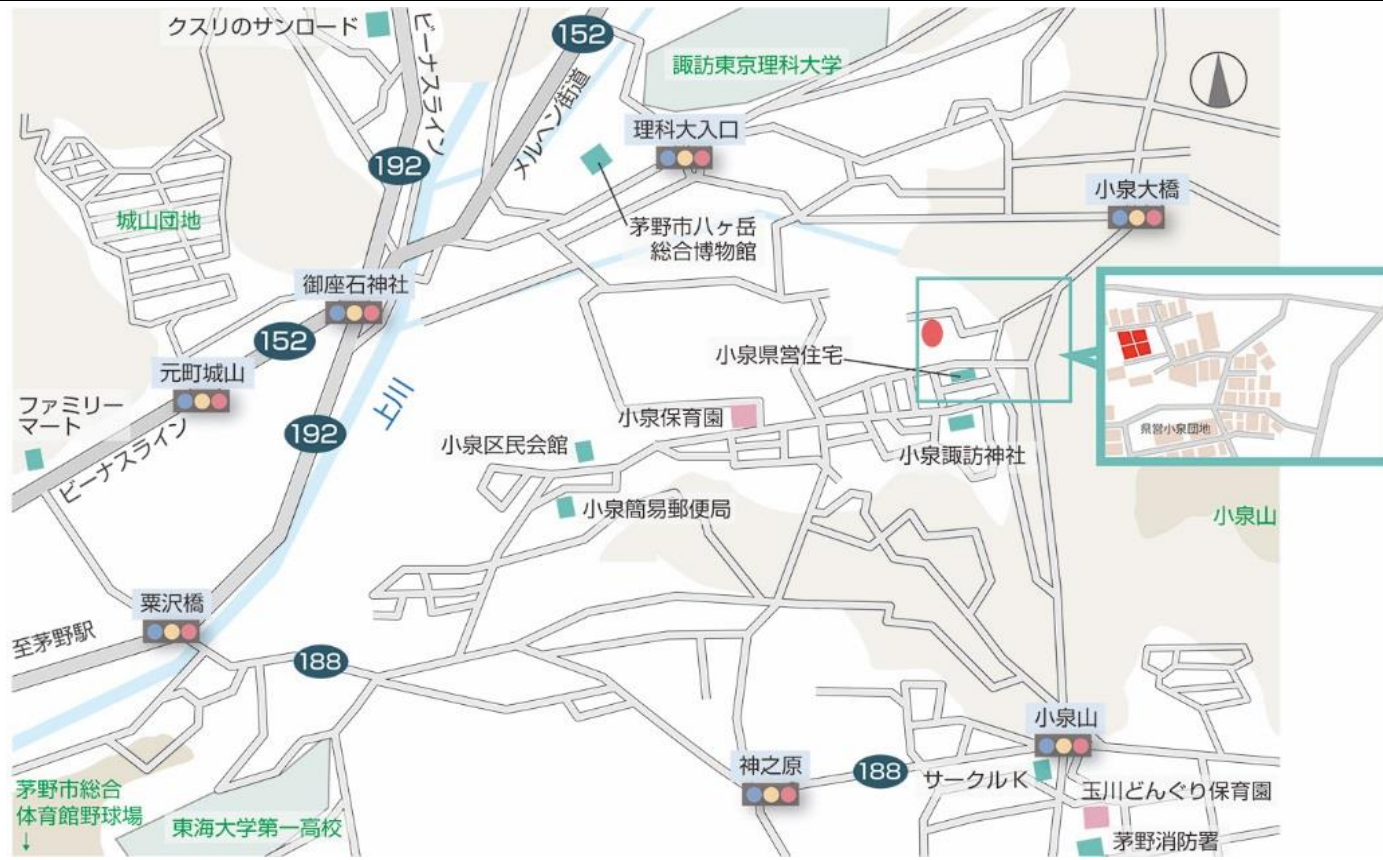 クスリのサンロード
ビーナスライン
152
メルヘン街道
諏訪東京理科大学
理科大入口
192
小泉大橋
城山団地
茅野市八ヶ岳
総合博物館
御座石神社
152
小泉県営住宅
元町城山
県営小泉団地
ファミリー
マート
上川
192
小泉保育園
ビーナスライン
小泉区民会館
小泉諏訪神社
小泉簡易郵便局
小泉山
粟沢橋
至茅野駅
188
小泉山
神之原
188
サークルK
茅野市総合
体育館野球場
↓
玉川どんぐり保育園
東海大学第一高校
茅野消防署